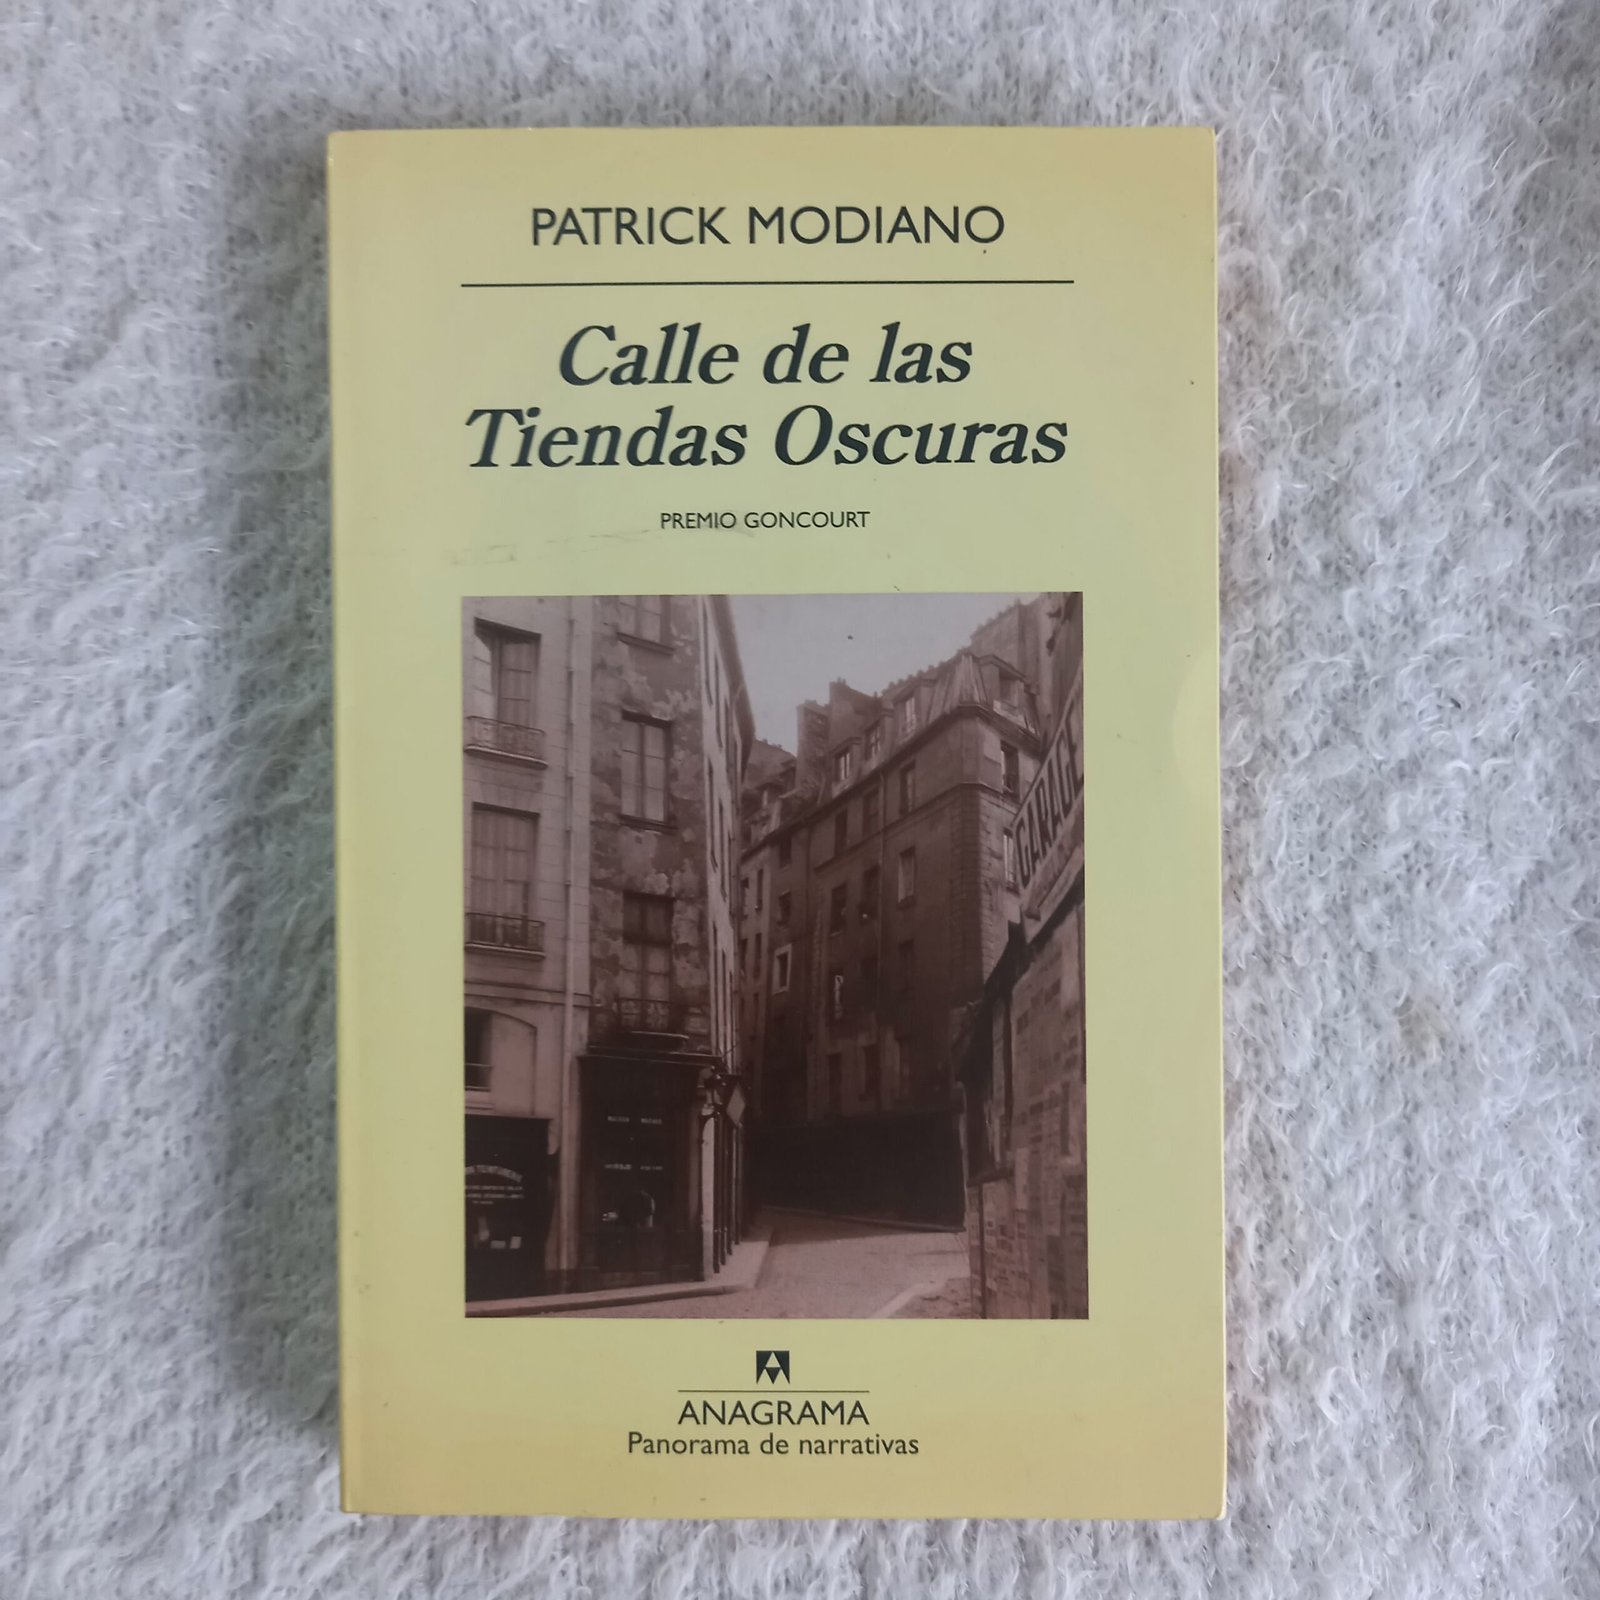 PATRICK MODIANO
Calle de las
Tiendas Oscuras
PREMIO GONCOURT
GARAGE
ANAGRAMA
Panorama de narrativas